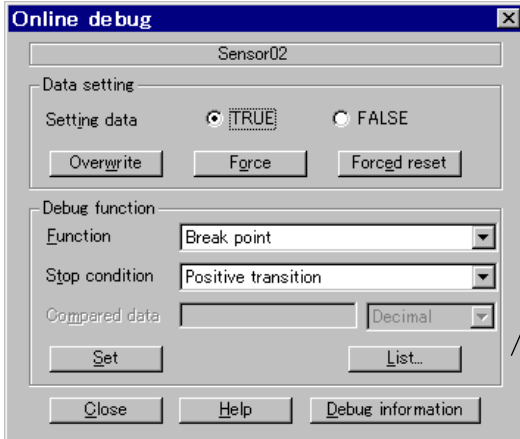 Online debug
Sensor02
Data setting
Setting data TRUE FALSE
Overwrite Force Forced reset
Debug function
Function Break point
Stop condition Positive transition
Compared data Decimal
Set List...
Close Help Debug information